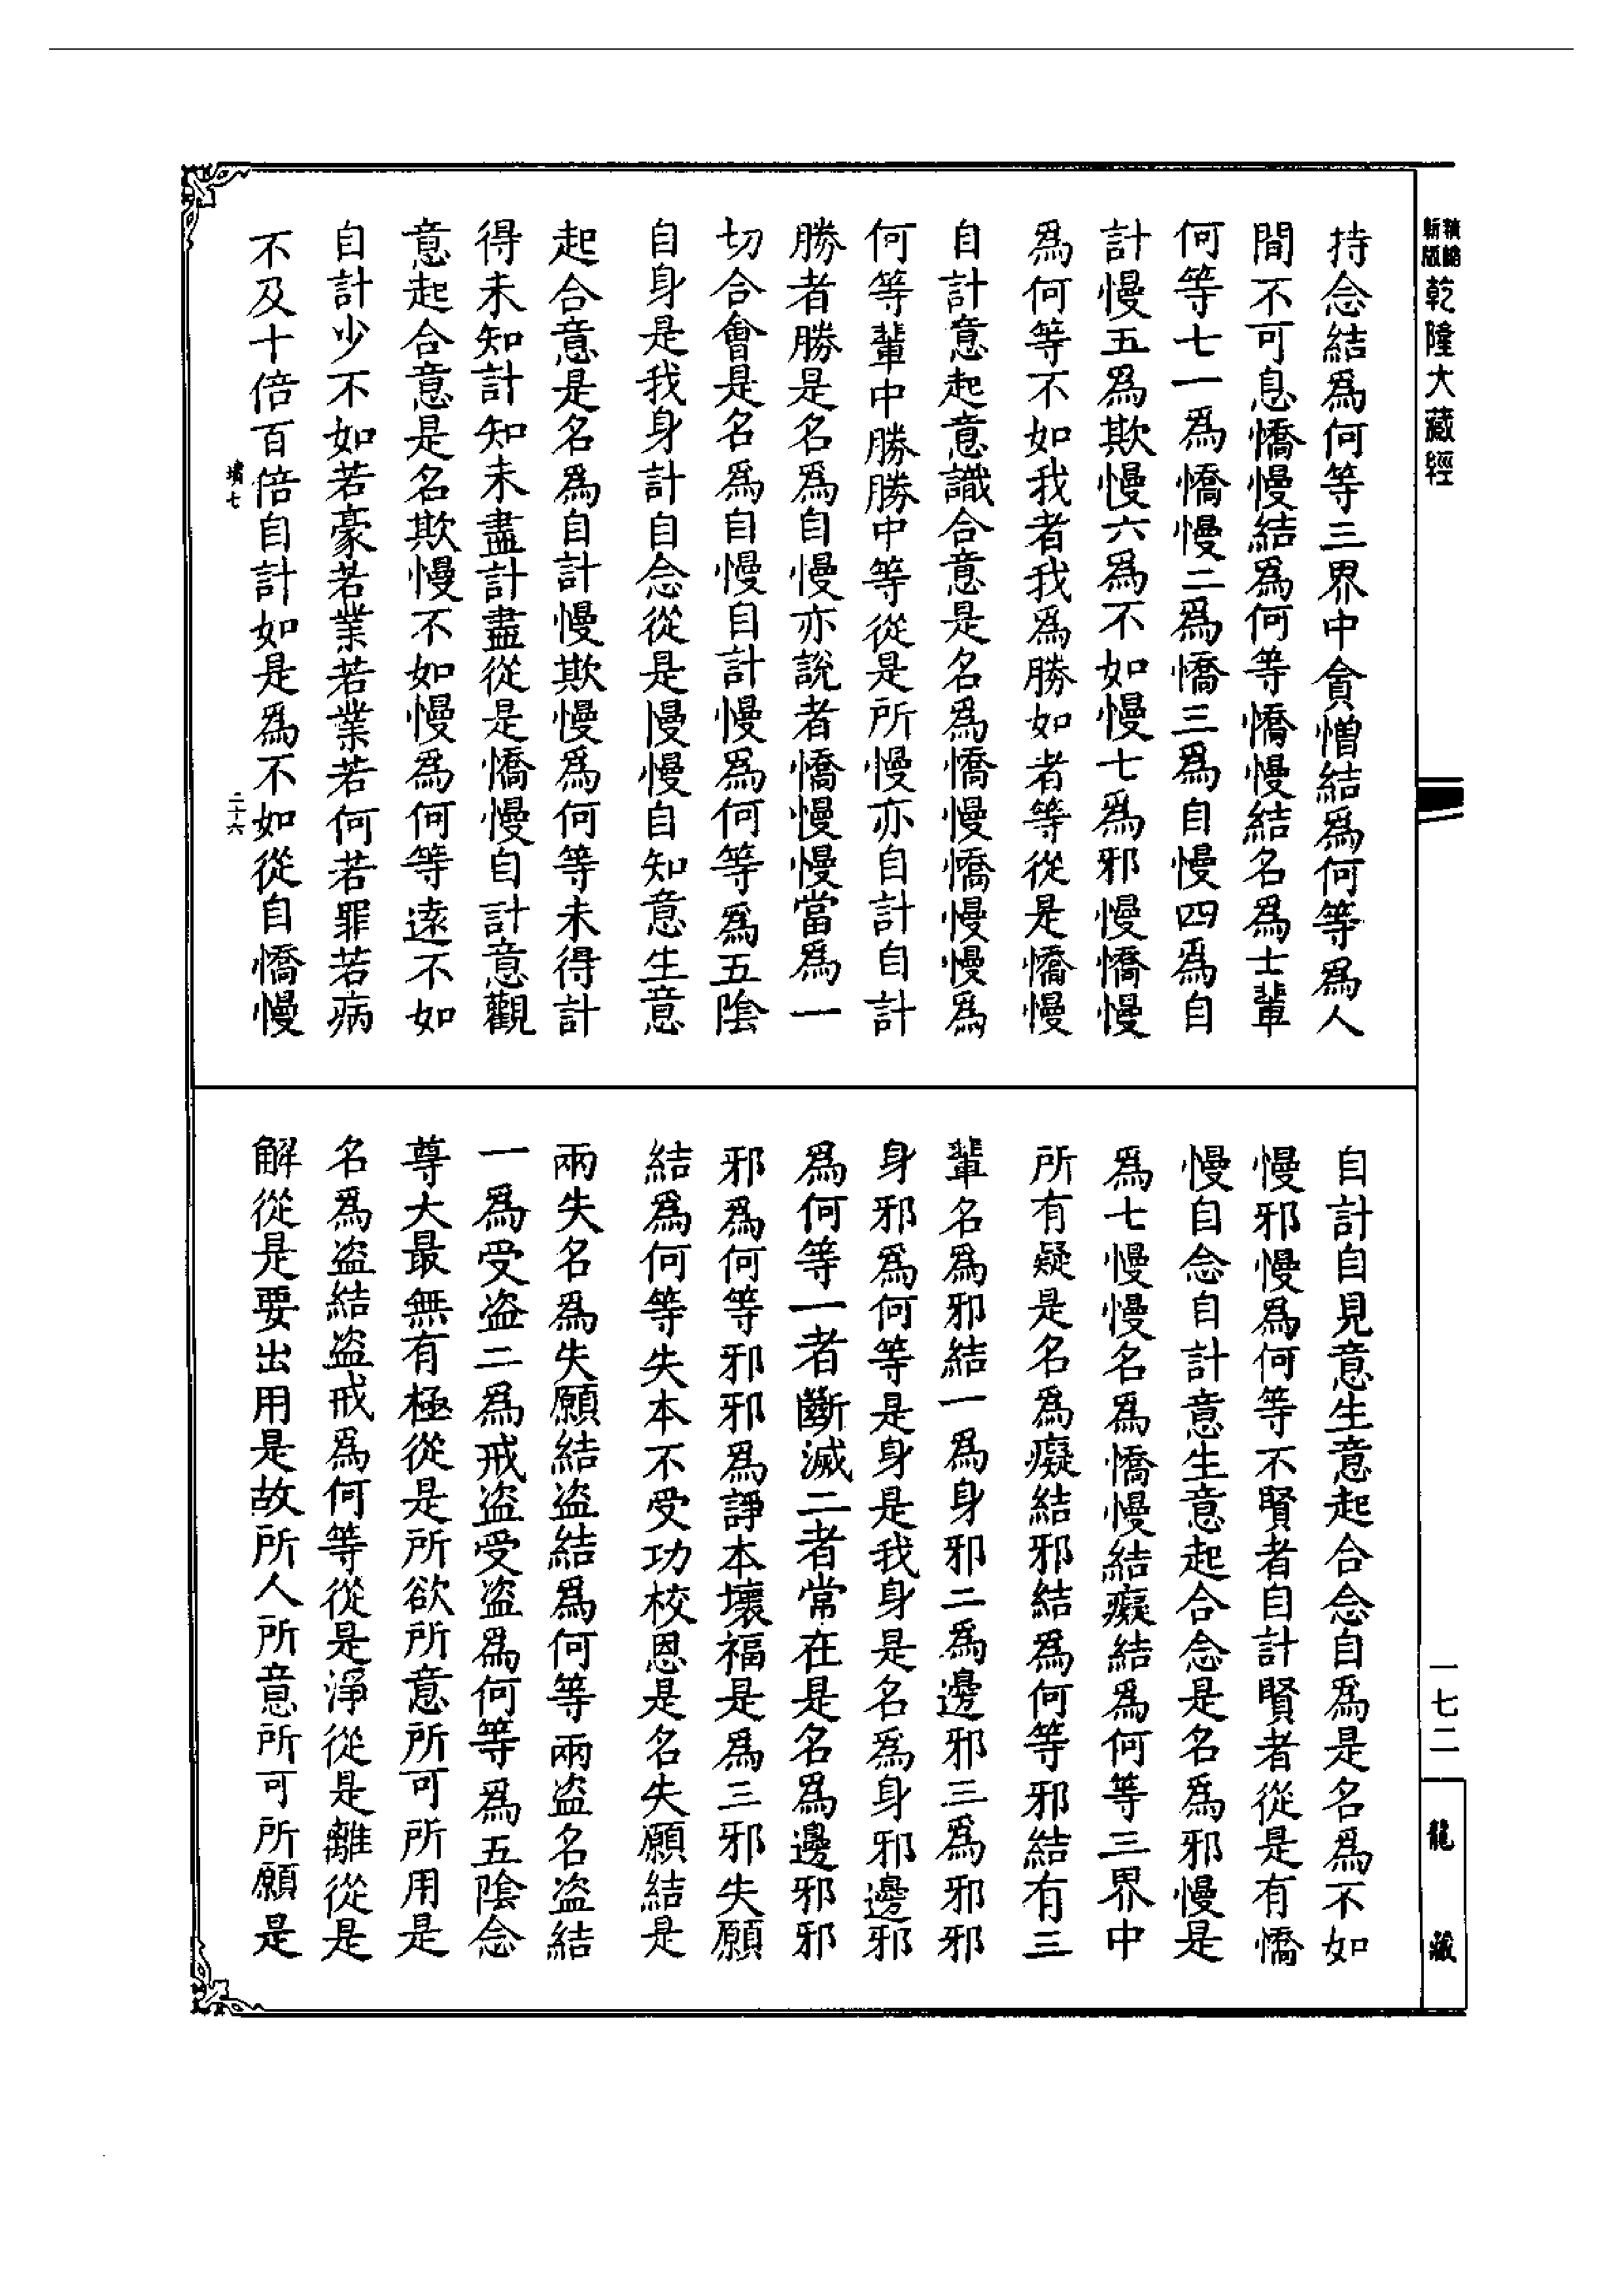 新版
乾隆大藏經
持念結爲何等三界中貪憎結爲何等爲人
間不可息憍慢結爲何等憍慢結名爲士輩
何等七一爲憍慢二爲憍三爲自慢四爲自
計慢五爲欺慢六爲不如慢七爲邪慢憍慢
爲何等不如我者我爲勝如者等從是憍慢
自計意起意識合意是名爲憍慢憍慢慢爲
何等輩中勝勝中等從是所慢亦自計自計
勝者勝是名爲自慢亦說者憍慢慢當爲一
切合會是名爲自慢自計慢爲何等爲五陰
自身是我身計自念從是慢慢自知意生意
起合意是名爲自計慢欺慢爲何等未得計
得未知計知未盡計盡從是憍慢自計意觀
意起合意是名欺慢不如慢爲何等遠不如
自計少不如若豪若業若業若何若罪若病
不及十倍百倍自計如是爲不如從自憍慢
七
二十六
自計自見意生意起合念自爲是名爲不如
慢邪慢爲何等不賢者自計賢者從是有憍
慢自念自計意生意起合念是名爲邪慢是
爲七慢慢名爲憍慢結癡結爲何等三界中
所有疑是名爲癡結邪結爲何等邪結有三
輩名爲邪結一爲身邪二爲邊邪三爲邪邪
身邪爲何等是身是我身是名爲身邪邊邪
爲何等一者斷滅二者常在是名爲邊邪邪
邪爲何等邪邪爲諍本壞福是爲三邪失願
結爲何等失本不受功校恩是名失願結是
兩失名爲失願結盜結爲何等兩盜名盜結
一爲受盜二爲戒盜受盜爲何等爲五陰念
尊大最無有極從是所欲所意所可所用是
名爲盜結盜戒爲何等從是淨從是離從是
解從是要出用是故所人所意所可所願是
一七二
龍藏